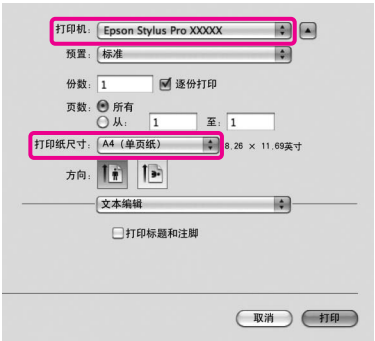 打印机: Epson Stylus Pro XXXXX
预置: 标准
份数: 1 逐份打印
页数: 所有
从: 1 至: 1
打印纸尺寸: A4（单页纸） 8.26 × 11.69英寸
方向:
文本编辑
打印标题和注脚
取消 打印